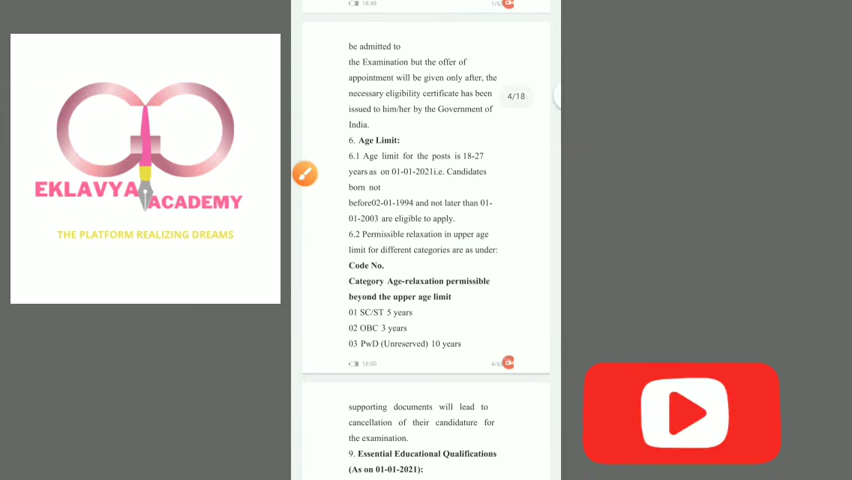 18:49
be admitted to
the Examination but the offer of
appointment will be given only after, the
necessary eligibility certificate has been
issued to him/her by the Government of
India.
4/18
6. Age Limit:
6.1 Age limit for the posts is 18-27
years as on 01-01-2021i.e. Candidates
born not
before02-01-1994 and not later than 01-
01-2003 are eligible to apply.
6.2 Permissible relaxation in upper age
limit for different categories are as under:
Code No.
Category Age-relaxation permissible
beyond the upper age limit
01 SC/ST 5 years
02 OBC 3 years
03 PwD (Unreserved) 10 years
18:50
supporting documents will lead to
cancellation of their candidature for
the examination.
9. Essential Educational Qualifications
(As on 01-01-2021):
EKLAVYA
ACADEMY
THE PLATFORM REALIZING DREAMS